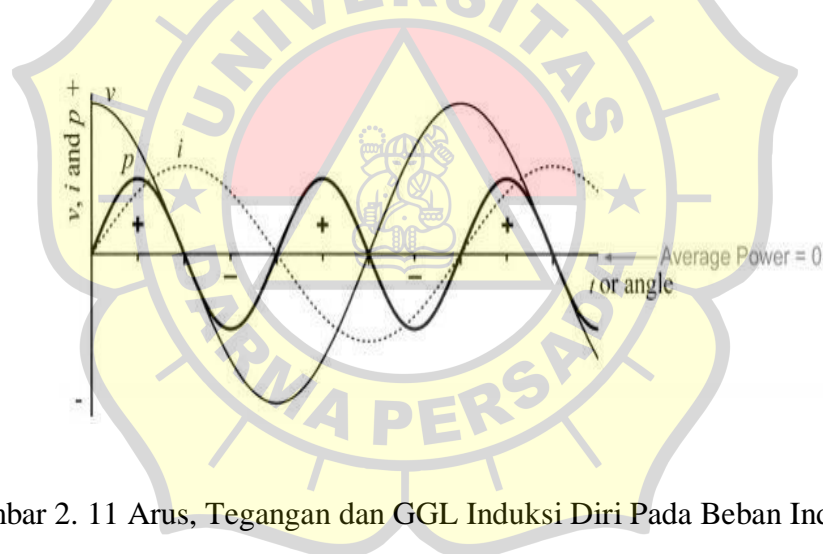 UNIVERSITAS
v, i and p +
v
p
i
+
+
+
-
-
-
Average Power = 0
t or angle
DARMA PERSADA
mbar 2. 11 Arus, Tegangan dan GGL Induksi Diri Pada Beban Ind